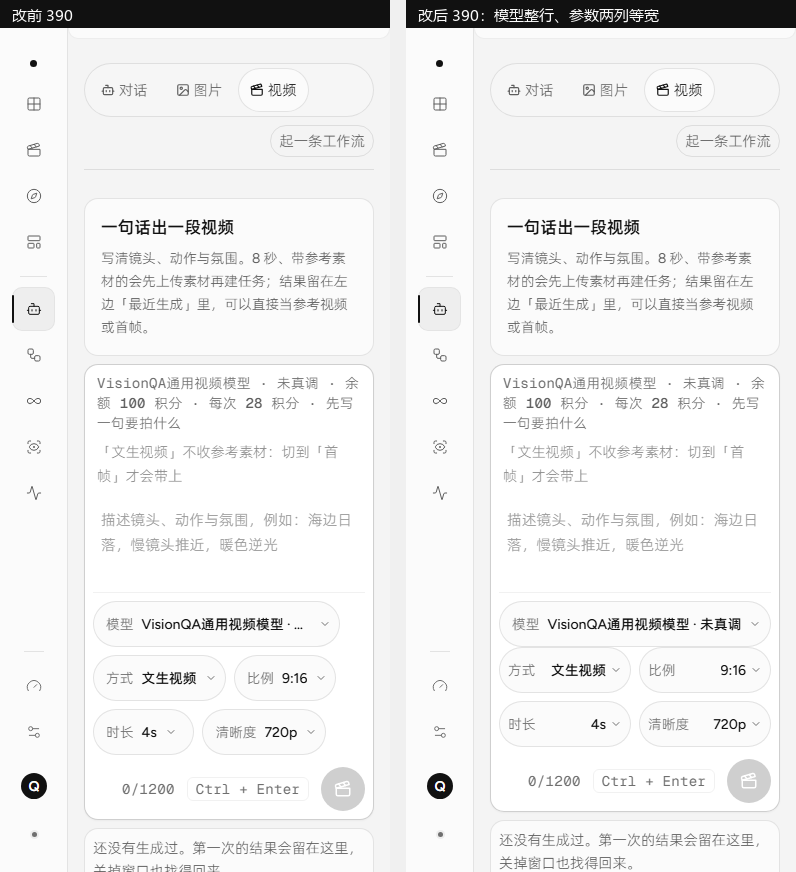 改前 390
对话 图片 视频
起一条工作流
一句话出一段视频
写清镜头、动作与氛围。8 秒、带参考素
材的会先上传素材再建任务；结果留在左
边「最近生成」里，可以直接当参考视频
或首帧。
VisionQA通用视频模型 · 未真调 · 余
额 100 积分 · 每次 28 积分 · 先写
一句要拍什么
「文生视频」不收参考素材：切到「首
帧」才会带上
描述镜头、动作与氛围，例如：海边日
落，慢镜头推近，暖色逆光
模型 VisionQA通用视频模型 · ...
方式 文生视频 比例 9:16
时长 4s 清晰度 720p
0/1200 Ctrl + Enter
Q
还没有生成过。第一次的结果会留在这里，
关掉窗口也找得回来
改后 390：模型整行、参数两列等宽
对话 图片 视频
起一条工作流
一句话出一段视频
写清镜头、动作与氛围。8 秒、带参考素
材的会先上传素材再建任务；结果留在左
边「最近生成」里，可以直接当参考视频
或首帧。
VisionQA通用视频模型 · 未真调 · 余
额 100 积分 · 每次 28 积分 · 先写
一句要拍什么
「文生视频」不收参考素材：切到「首
帧」才会带上
描述镜头、动作与氛围，例如：海边日
落，慢镜头推近，暖色逆光
模型 VisionQA通用视频模型 · 未真调
方式 文生视频 比例 9:16
时长 4s 清晰度 720p
0/1200 Ctrl + Enter
Q
还没有生成过。第一次的结果会留在这里，
关掉窗口也找得回来。